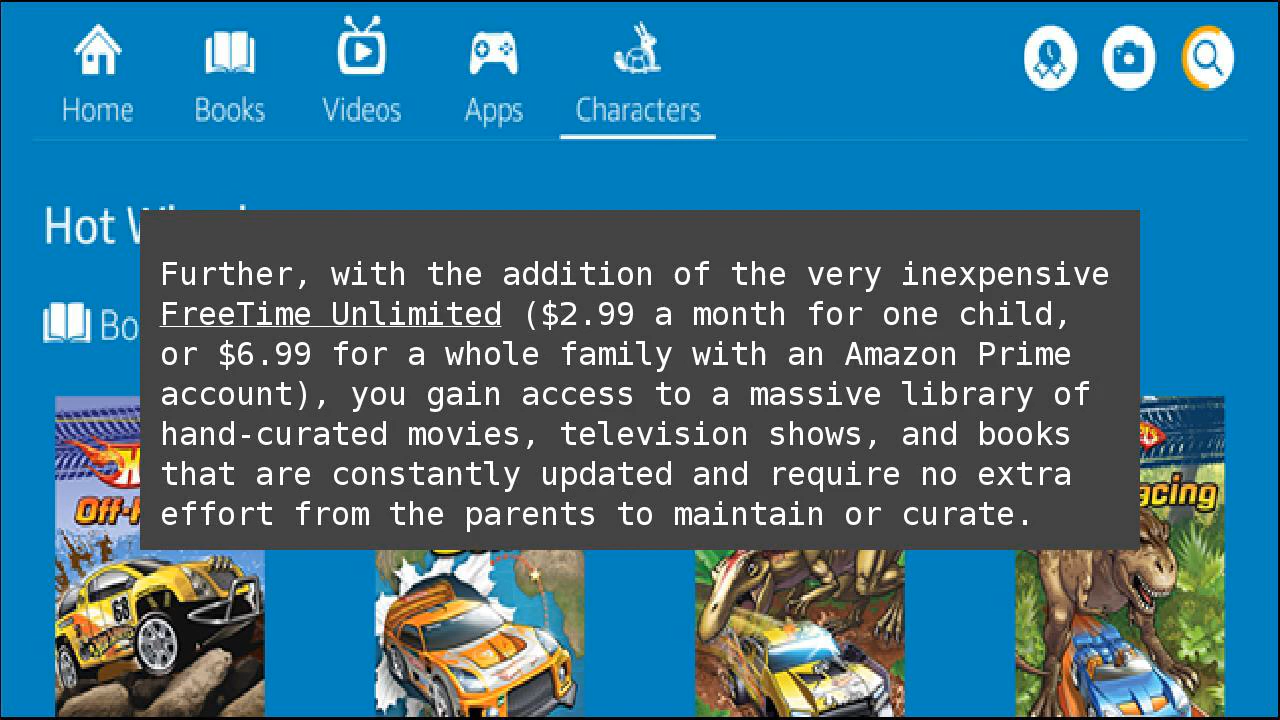 Home Books Videos Apps Characters
Hot
Further, with the addition of the very inexpensive
FreeTime Unlimited ($2.99 a month for one child,
or $6.99 for a whole family with an Amazon Prime
account), you gain access to a massive library of
hand-curated movies, television shows, and books
that are constantly updated and require no extra
effort from the parents to maintain or curate.
68